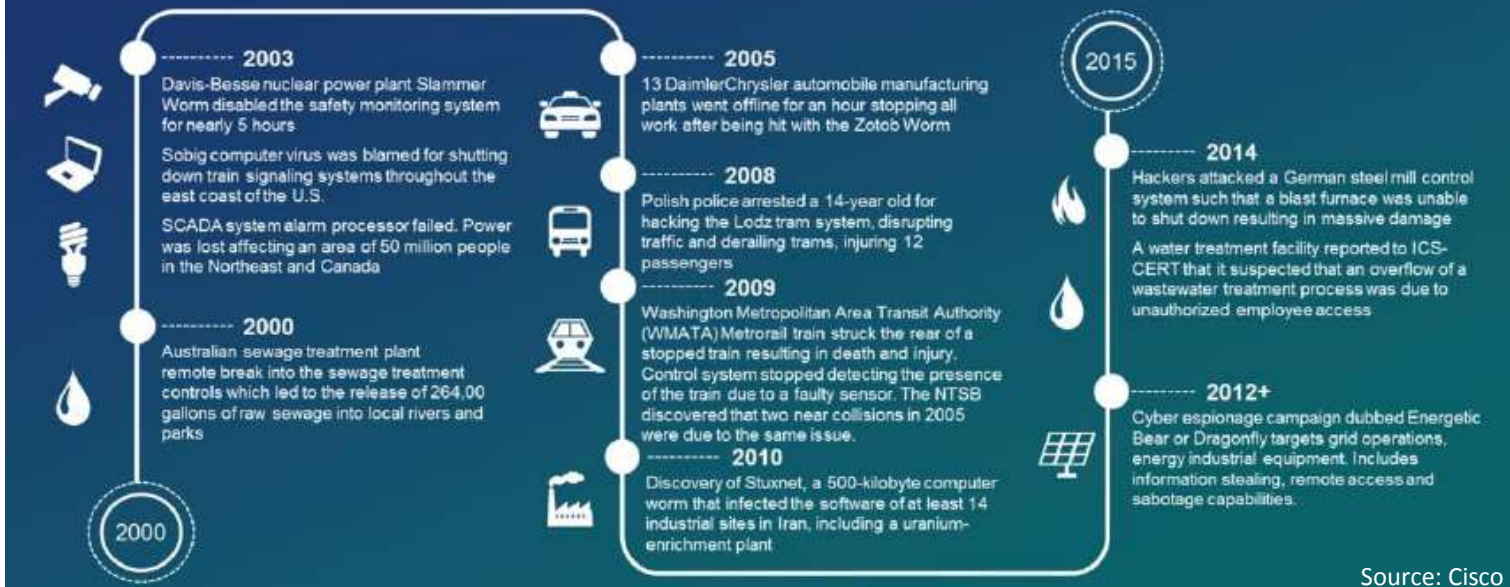 ---------- 2003
Davis-Besse nuclear power plant Slammer
Worm disabled the safety monitoring system
for nearly 5 hours
Sobig computer virus was blamed for shutting
down train signaling systems throughout the
east coast of the U.S.
SCADA system alarm processor failed. Power
was lost affecting an area of 50 million people
in the Northeast and Canada
---------- 2000
Australian sewage treatment plant
remote break into the sewage treatment
controls which led to the release of 264,00
gallons of raw sewage into local rivers and
parks
2000
---------- 2005
13 DaimlerChrysler automobile manufacturing
plants went offline for an hour stopping all
work after being hit with the Zotob Worm
---------- 2008
Polish police arrested a 14-year old for
hacking the Lodz tram system, disrupting
traffic and derailing trams, injuring 12
passengers
---------- 2009
Washington Metropolitan Area Transit Authority
(WMATA) Metrorail train struck the rear of a
stopped train resulting in death and injury.
Control system stopped detecting the presence
of the train due to a faulty sensor. The NTSB
discovered that two near collisions in 2005
were due to the same issue.
---------- 2010
Discovery of Stuxnet, a 500-kilobyte computer
worm that infected the software of at least 14
industrial sites in Iran, including a uranium-
enrichment plant
2015
--------- 2014
Hackers attacked a German steel mill control
system such that a blast furnace was unable
to shut down resulting in massive damage
A water treatment facility reported to ICS-
CERT that it suspected that an overflow of a
wastewater treatment process was due to
unauthorized employee access
--------- 2012+
Cyber espionage campaign dubbed Energetic
Bear or Dragonfly targets grid operations,
energy industrial equipment. Includes
information stealing, remote access and
sabotage capabilities.
Source: Cisco